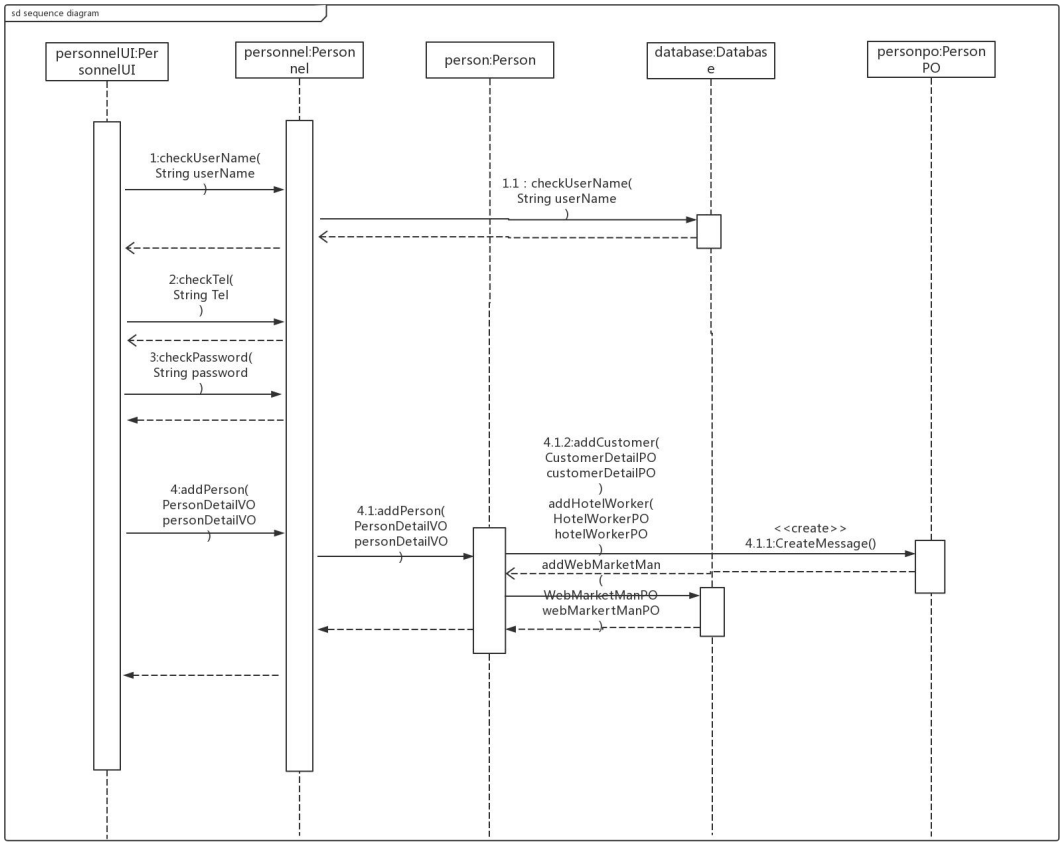 sd sequence diagram
personnelUI:Per
sonnelUI
personnel:Person
nel
person:Person
database:Databas
e
personpo:Person
PO
1:checkUserName(
String userName
)
1.1 : checkUserName(
String userName
)
2:checkTel(
String Tel
)
3:checkPassword(
String password
)
4:addPerson(
PersonDetailVO
personDetailVO
)
4.1:addPerson(
PersonDetailVO
personDetailVO
)
4.1.2:addCustomer(
CustomerDetailPO
customerDetailPO
)
addHotelWorker(
HotelWorkerPO
hotelWorkerPO
)
addWebMarketMan
(
WebMarketManPO
webMarkertManPO
)
<<create>>
4.1.1:CreateMessage()